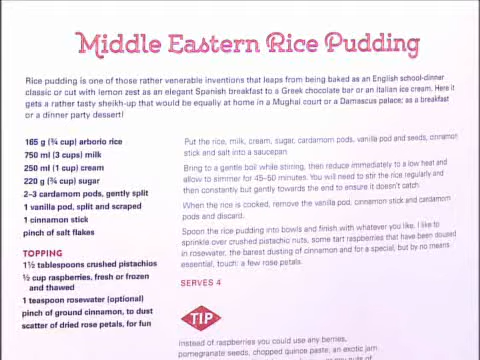 Middle Eastern Rice Pudding
Rice pudding is one of those rather venerable inventions that leaps from being baked as an English school-dinner
classic or cut with lemon zest as an elegant Spanish breakfast to a Greek chocolate bar or an Italian ice cream. Here it
gets a rather tasty sheikh-up that would be equally at home in a Mughal court or a Damascus palace; as a breakfast
or a dinner party dessert!
165 g (¾ cup) arborio rice
750 ml (3 cups) milk
250 ml (1 cup) cream
220 g (¾ cup) sugar
2–3 cardamom pods, gently split
1 vanilla pod, split and scraped
1 cinnamon stick
pinch of salt flakes
TOPPING
1½ tablespoons crushed pistachios
½ cup raspberries, fresh or frozen
and thawed
1 teaspoon rosewater (optional)
pinch of ground cinnamon, to dust
scatter of dried rose petals, for fun
Put the rice, milk, cream, sugar, cardamom pods, vanilla pod and seeds, cinnamon
stick and salt into a saucepan.
Bring to a gentle boil while stirring, then reduce immediately to a low heat and
allow to simmer for 45–50 minutes. You will need to stir the rice regularly and
then constantly but gently towards the end to ensure it doesn't catch.
When the rice is cooked, remove the vanilla pod, cinnamon stick and cardamom
pods and discard.
Spoon the rice pudding into bowls and finish with whatever you like. I like to
sprinkle over crushed pistachio nuts, some tart raspberries that have been doused
in rosewater, the barest dusting of cinnamon and for a special, but by no means
essential, touch: a few rose petals.
SERVES 4
TIP
Instead of raspberries you could use any berries,
pomegranate seeds, chopped quince paste, an exotic jam